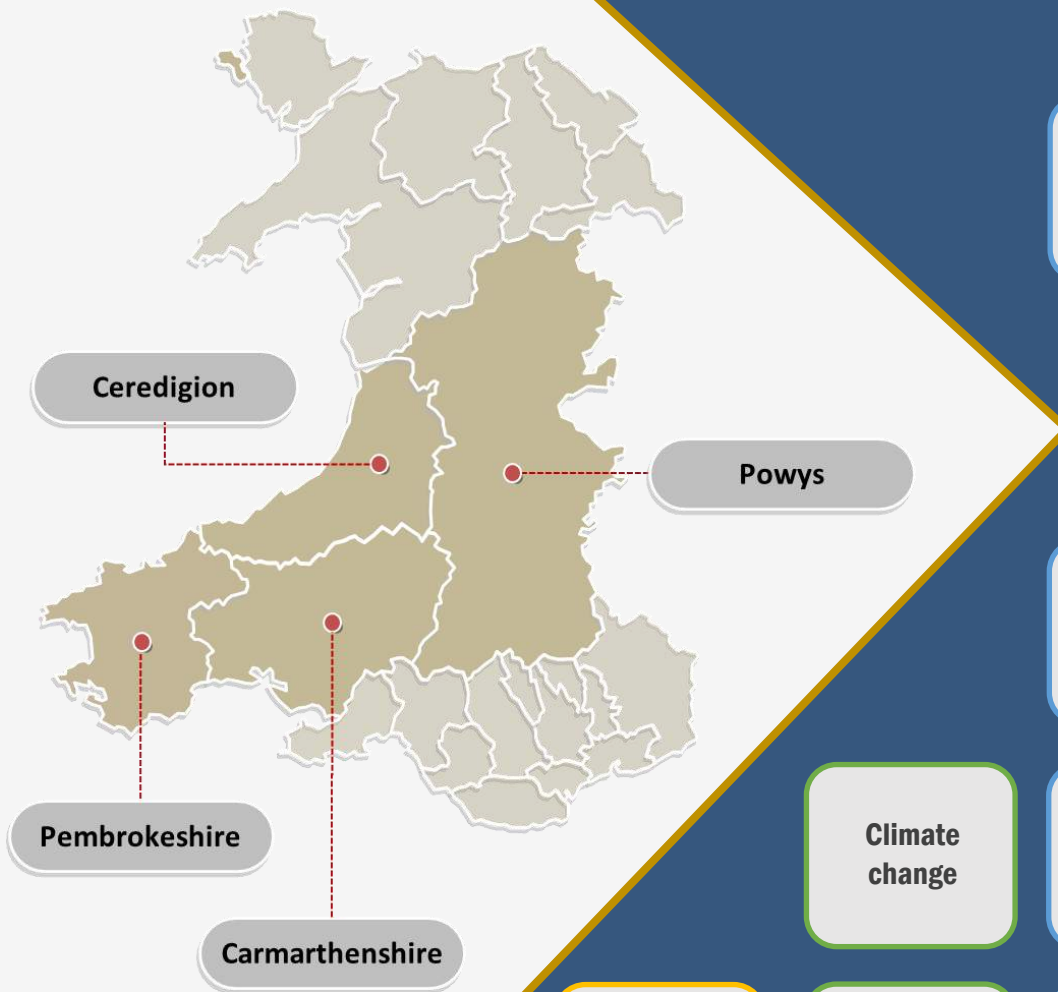 Ceredigion
Powys
Pembrokeshire
Climate
change
Carmarthenshire